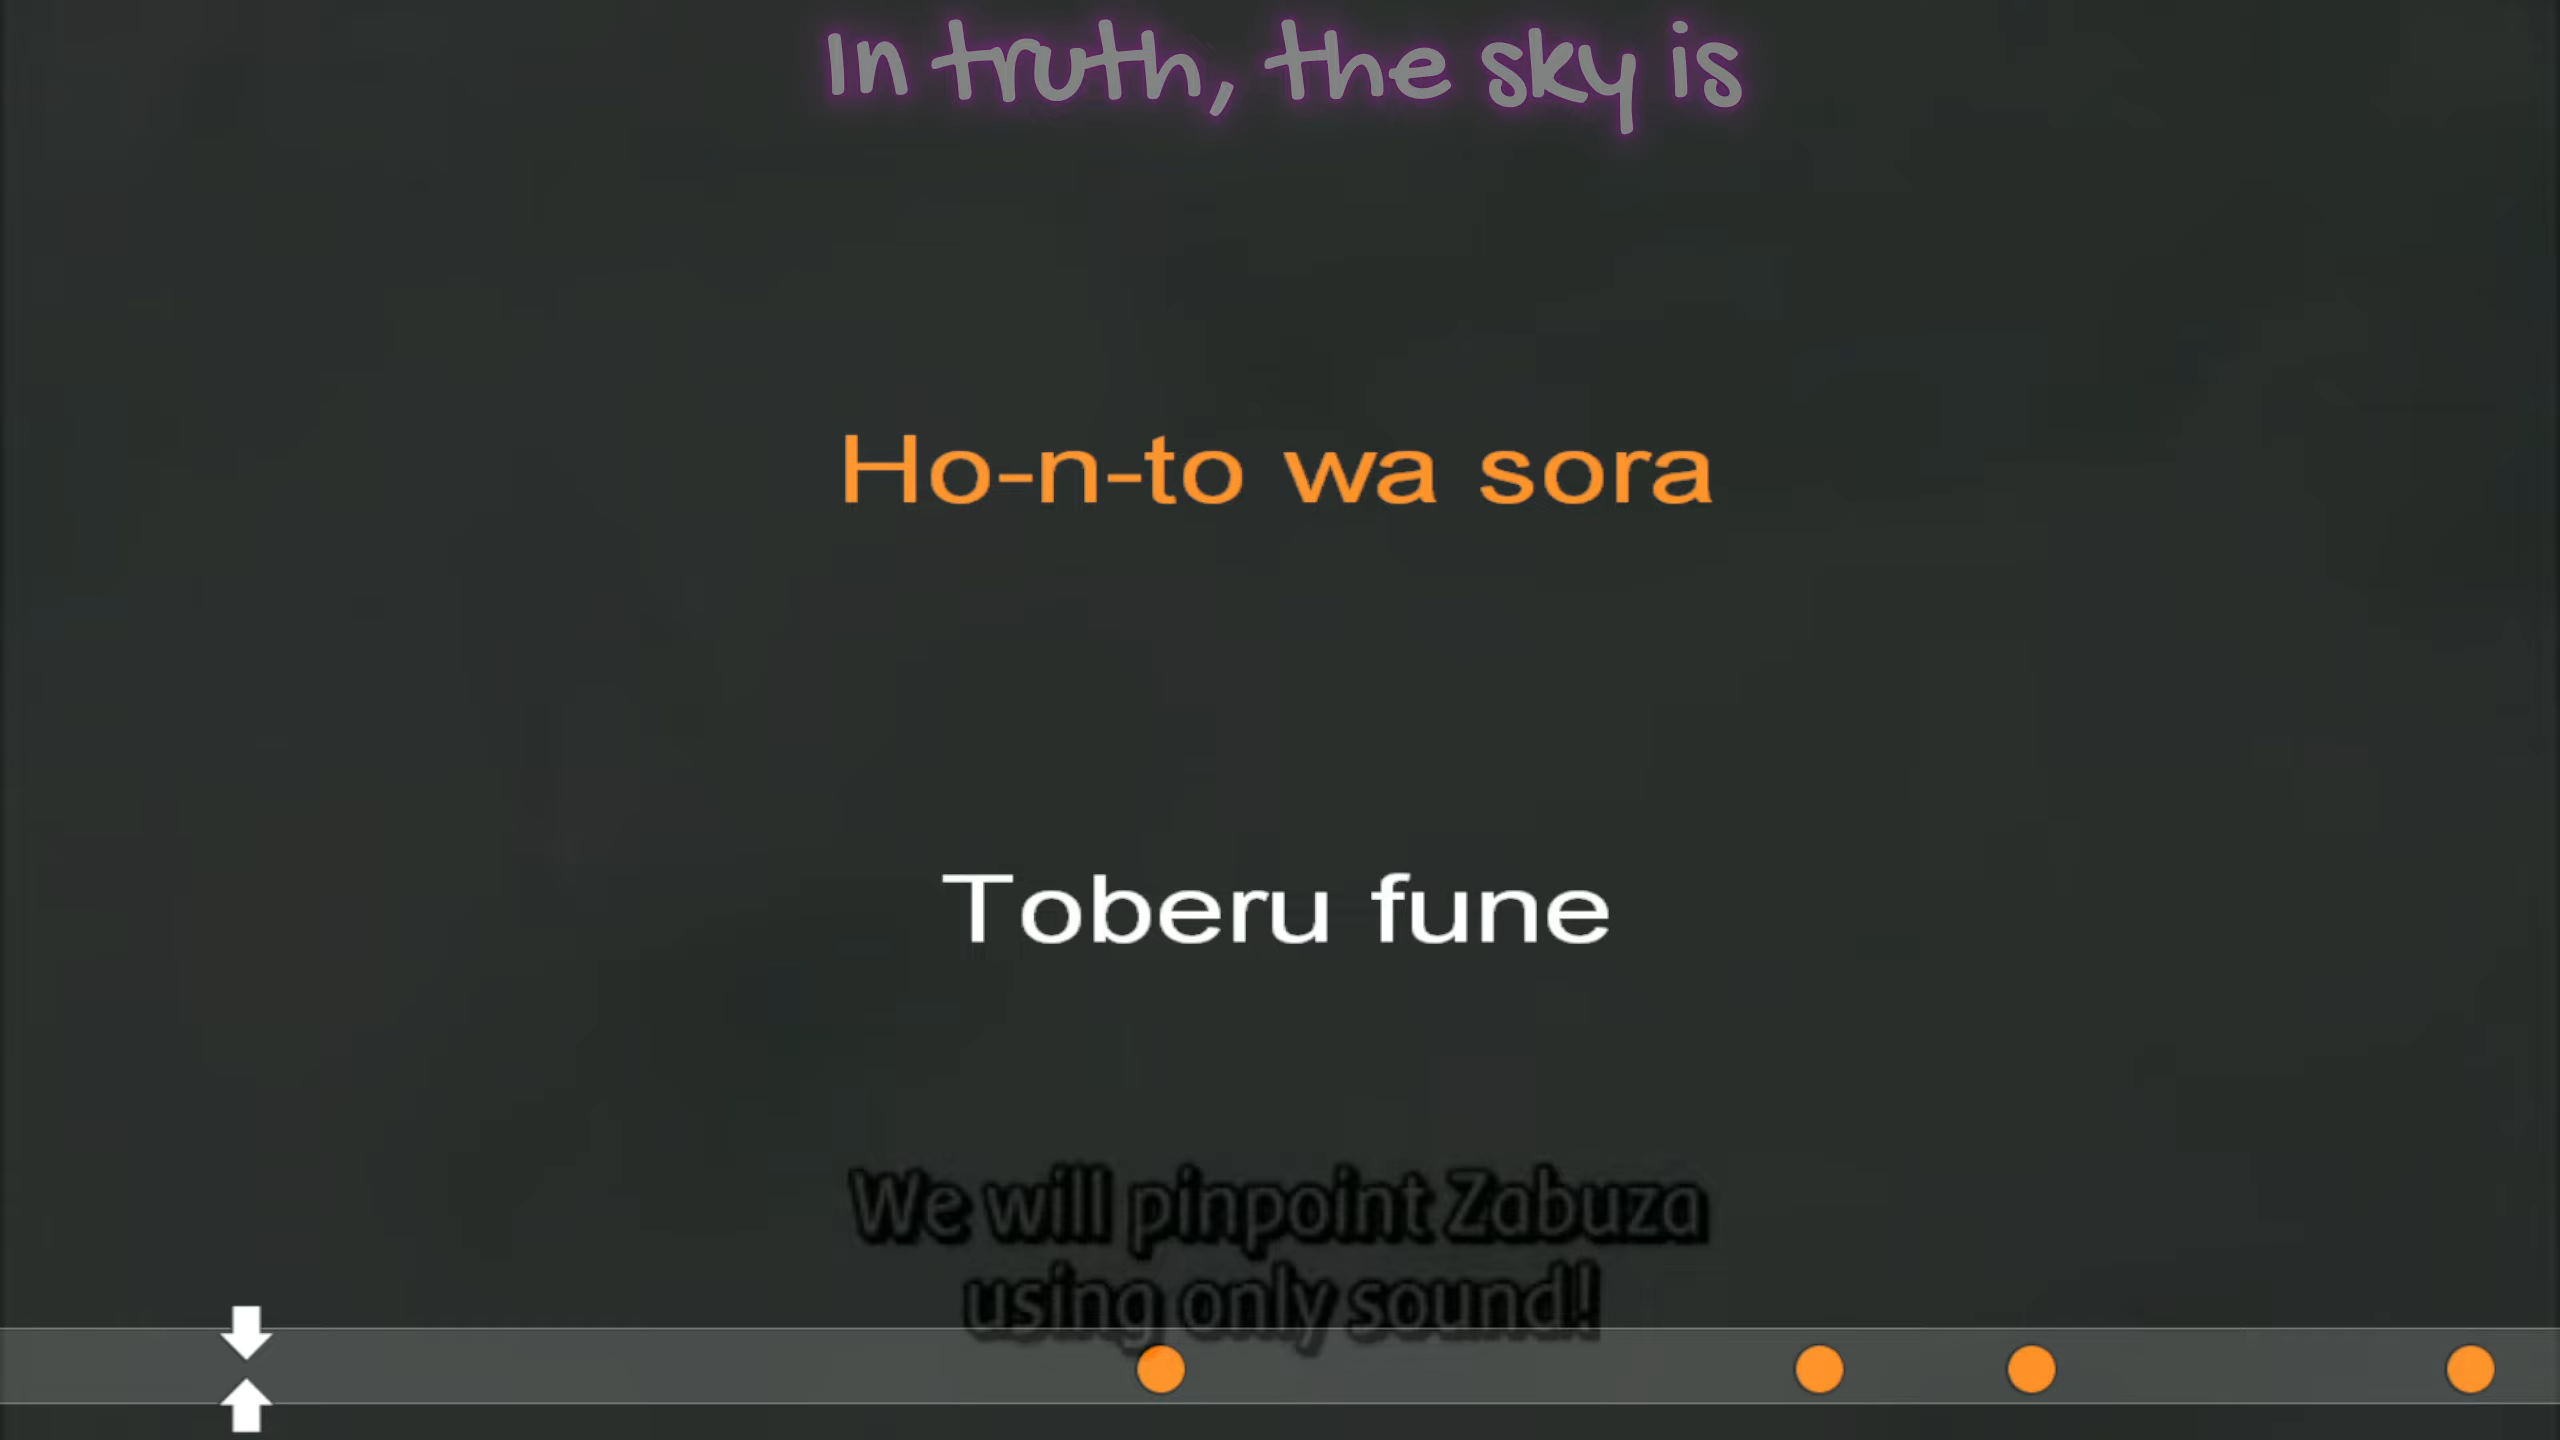 In truth, the sky is
Ho-n-to wa sora
Toberu fune
We will pinpoint Zabuza
using only sound!